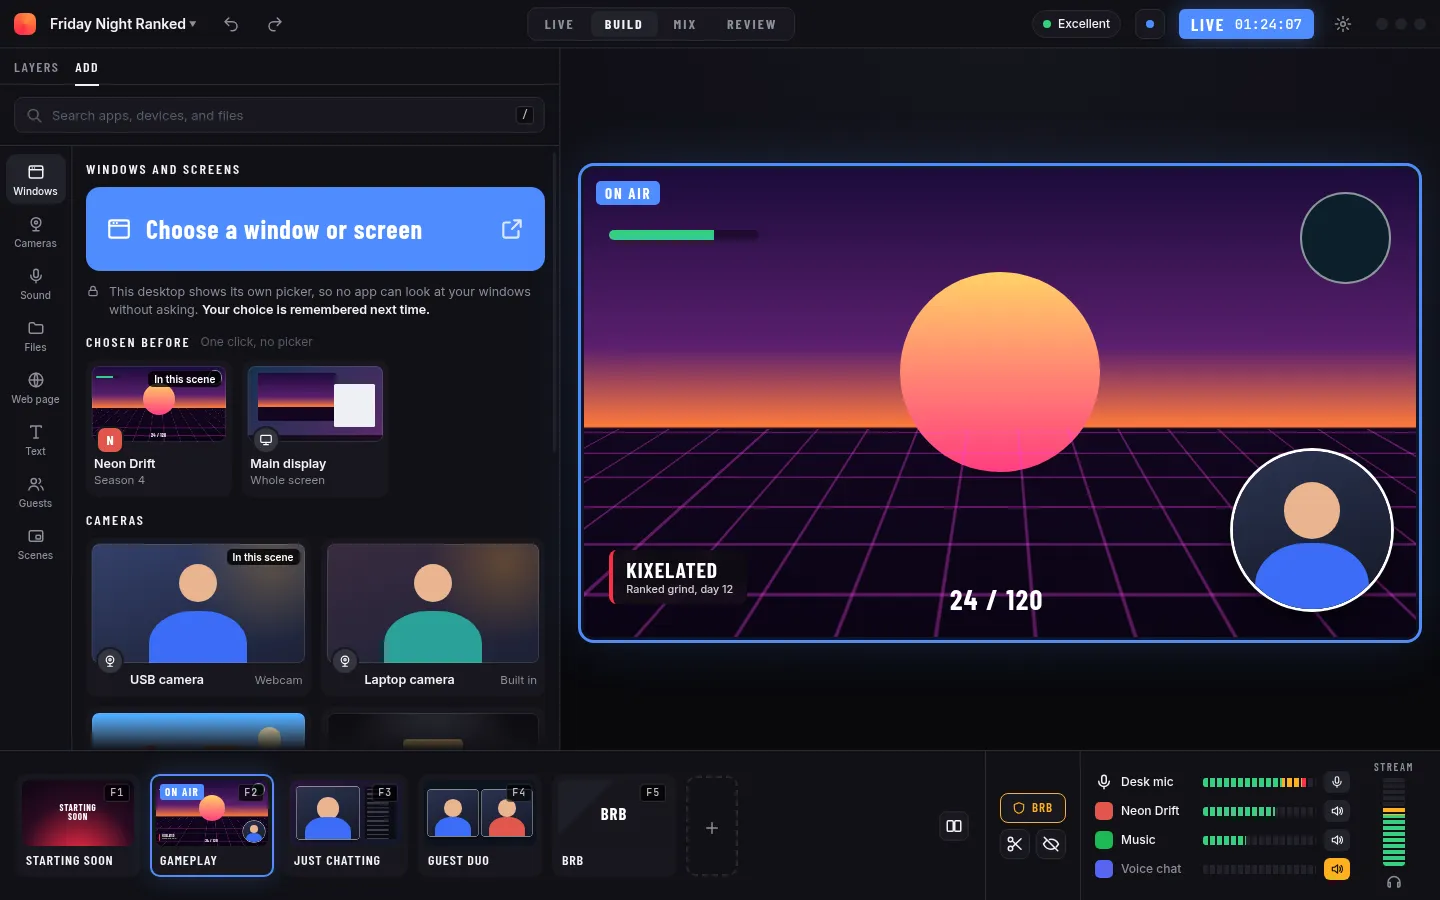 Friday Night Ranked
LIVE
BUILD
MIX
REVIEW
Excellent
LIVE 01:24:07
LAYERS
ADD
Search apps, devices, and files
/
Windows
Cameras
Sound
Files
Web page
Text
Guests
Scenes
WINDOWS AND SCREENS
Choose a window or screen
This desktop shows its own picker, so no app can look at your windows
without asking. Your choice is remembered next time.
CHOSEN BEFORE One click, no picker
In this scene
24 / 120
N
Neon Drift
Season 4
Main display
Whole screen
CAMERAS
In this scene
USB camera
Webcam
Laptop camera
Built in
ON AIR
KIXELATED
Ranked grind, day 12
24 / 120
F1
STARTING
SOON
STARTING SOON
ON AIR
F2
GAMEPLAY
F3
JUST CHATTING
F4
GUEST DUO
F5
BRB
BRB
BRB
Desk mic
Neon Drift
Music
Voice chat
STREAM